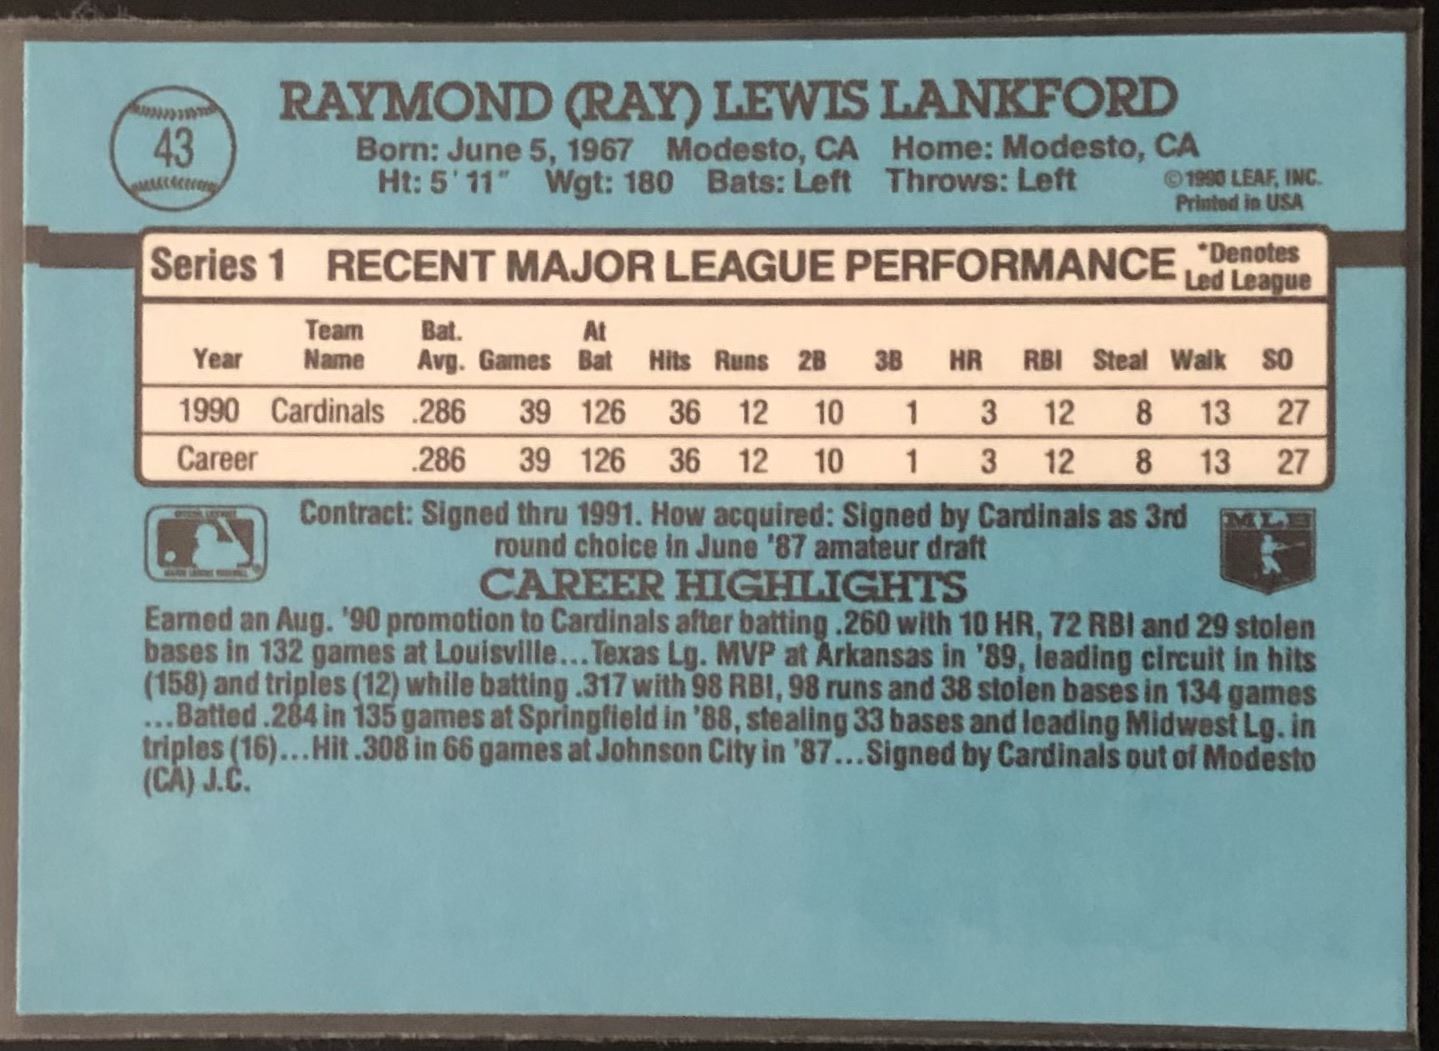 43
RAYMOND (RAY) LEWIS LANKFORD
Born: June 5, 1967 Modesto, CA Home: Modesto, CA
Ht: 5'11" Wgt: 180 Bats: Left Throws: Left
©1990 LEAF, INC.
Printed in USA
Series 1 RECENT MAJOR LEAGUE PERFORMANCE *Denotes
Led League
Team Bat. At
Year Name Avg. Games Bat Hits Runs 2B 3B HR RBI Steal Walk SO
1990 Cardinals .286 39 126 36 12 10 1 3 12 8 13 27
Career .286 39 126 36 12 10 1 3 12 8 13 27
Contract: Signed thru 1991. How acquired: Signed by Cardinals as 3rd
round choice in June '87 amateur draft
MLB
CAREER HIGHLIGHTS
Earned an Aug. '90 promotion to Cardinals after batting .260 with 10 HR, 72 RBI and 29 stolen
bases in 132 games at Louisville...Texas Lg. MVP at Arkansas in '89, leading circuit in hits
(158) and triples (12) while batting .317 with 98 RBI, 98 runs and 38 stolen bases in 134 games
...Batted .284 in 135 games at Springfield in '88, stealing 33 bases and leading Midwest Lg. in
triples (16)...Hit .308 in 66 games at Johnson City in '87...Signed by Cardinals out of Modesto
(CA) J.C.